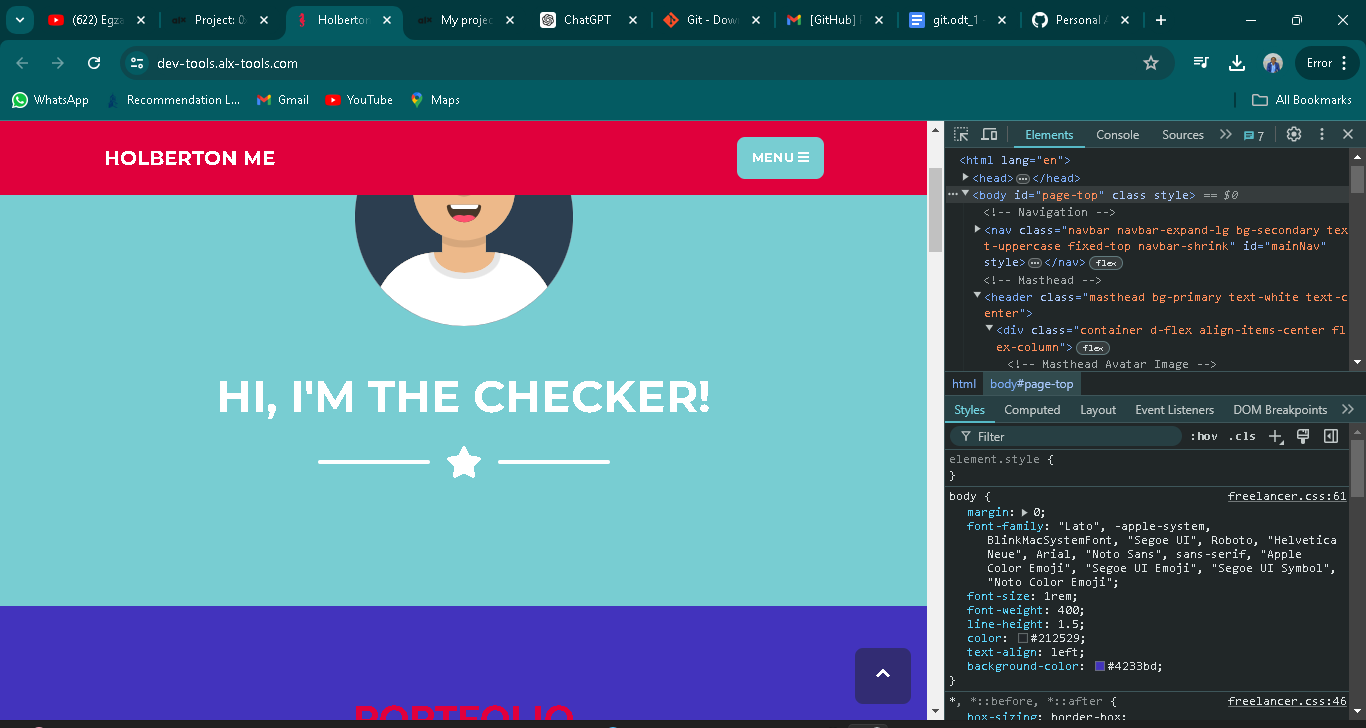 (622) Egza
Project: 0x
Holberton
My projec
ChatGPT
Git - Dow
[GitHub] P
git.odt_1
Personal A
dev-tools.alx-tools.com
Error
WhatsApp
Recommendation L...
Gmail
YouTube
Maps
All Bookmarks
HOLBERTON ME
MENU
HI, I'M THE CHECKER!
PORTFOLIO
Elements Console Sources 7
<html lang="en">
<head> </head>
<body id="page-top" class style> == $0
<!-- Navigation -->
<nav class="navbar navbar-expand-lg bg-secondary tex
t-uppercase fixed-top navbar-shrink" id="mainNav"
style> </nav> flex
<!-- Masthead -->
<header class="masthead bg-primary text-white text-c
enter">
<div class="container d-flex align-items-center fl
ex-column"> flex
<!-- Masthead Avatar Image -->
html body#page-top
Styles Computed Layout Event Listeners DOM Breakpoints
Filter :hov .cls
element.style {
}
body { freelancer.css:61
margin: 0;
font-family: "Lato", -apple-system,
BlinkMacSystemFont, "Segoe UI", Roboto, "Helvetica
Neue", Arial, "Noto Sans", sans-serif, "Apple
Color Emoji", "Segoe UI Emoji", "Segoe UI Symbol",
"Noto Color Emoji";
font-size: 1rem;
font-weight: 400;
line-height: 1.5;
color: #212529;
text-align: left;
background-color: #4233bd;
}
*, *::before, *::after { freelancer.css:46
box-sizing: border-box;